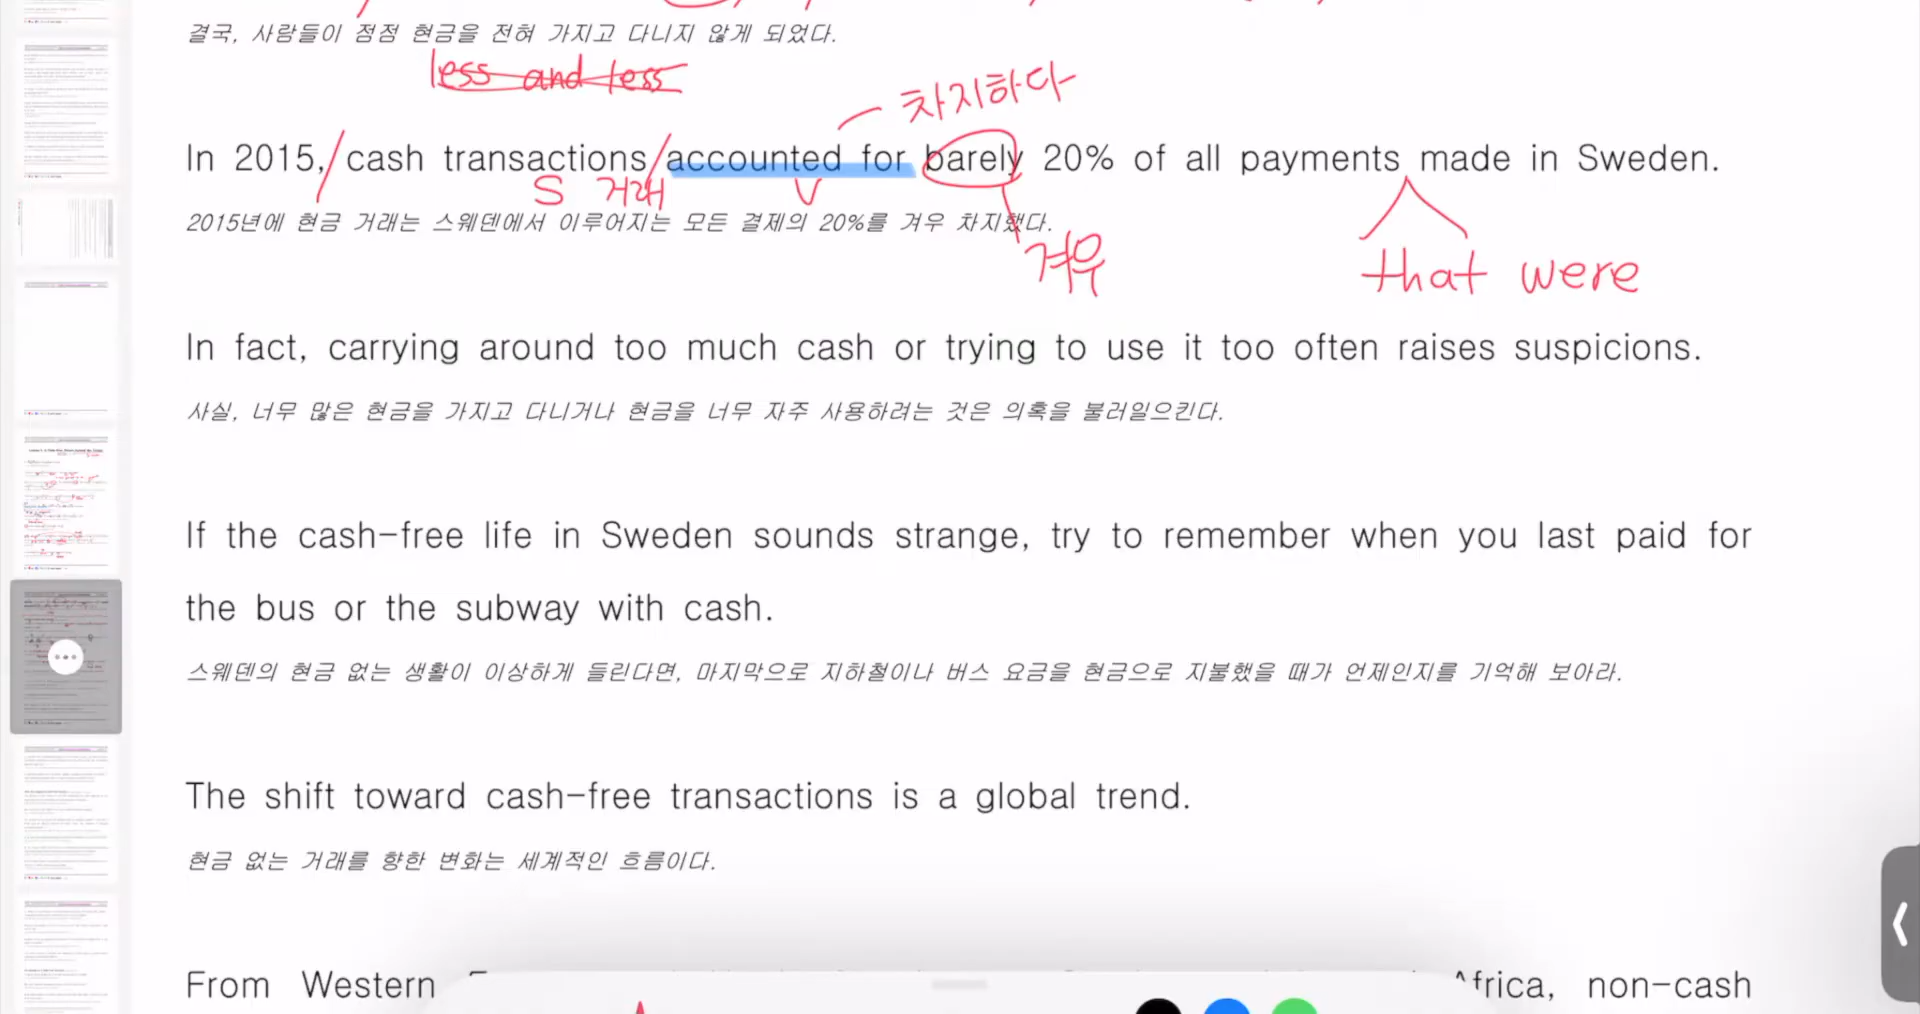 결국, 사람들이 점점 현금을 전혀 가지고 다니지 않게 되었다.
less and less
차지하다
In 2015, cash transactions accounted for barely 20% of all payments made in Sweden.
S 거래 V
2015년에 현금 거래는 스웨덴에서 이루어지는 모든 결제의 20%를 겨우 차지했다.
겨우
that were
In fact, carrying around too much cash or trying to use it too often raises suspicions.
사실, 너무 많은 현금을 가지고 다니거나 현금을 너무 자주 사용하려는 것은 의혹을 불러일으킨다.
If the cash-free life in Sweden sounds strange, try to remember when you last paid for
the bus or the subway with cash.
스웨덴의 현금 없는 생활이 이상하게 들린다면, 마지막으로 지하철이나 버스 요금을 현금으로 지불했을 때가 언제인지를 기억해 보아라.
The shift toward cash-free transactions is a global trend.
현금 없는 거래를 향한 변화는 세계적인 흐름이다.
From Western non-cash